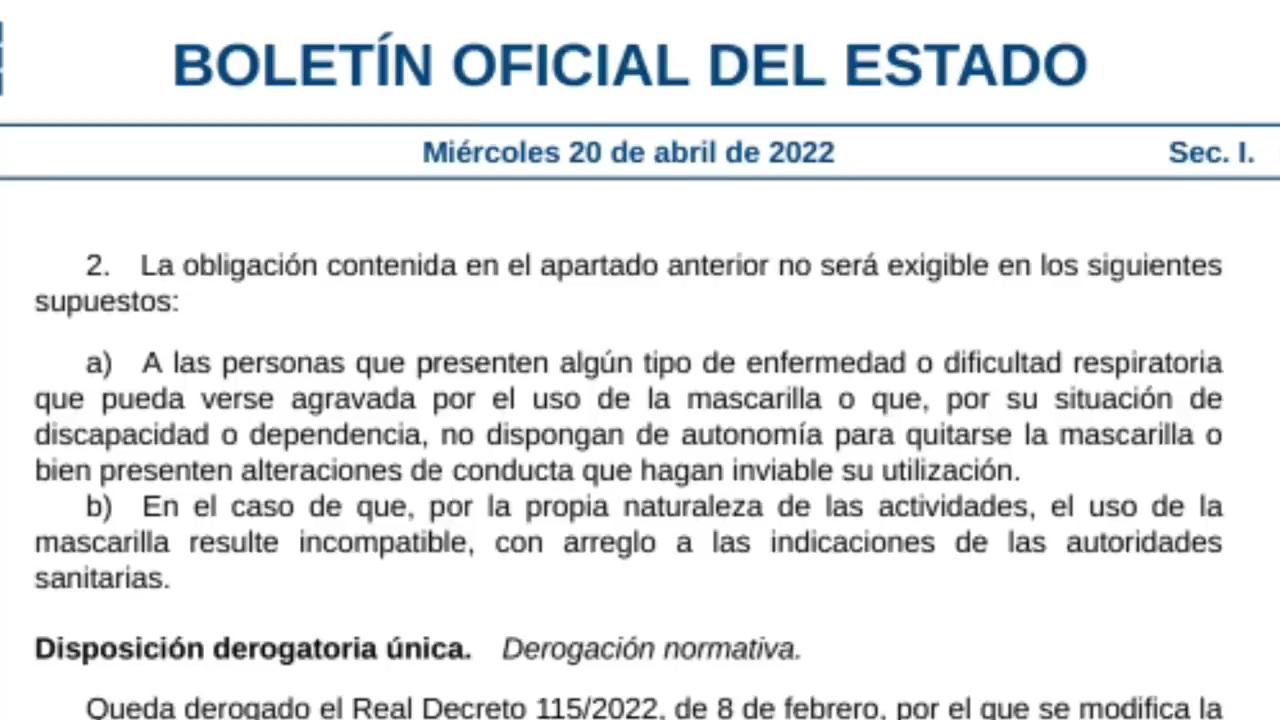 BOLETÍN OFICIAL DEL ESTADO
Miércoles 20 de abril de 2022 Sec. I.
2. La obligación contenida en el apartado anterior no será exigible en los siguientes
supuestos:
a) A las personas que presenten algún tipo de enfermedad o dificultad respiratoria
que pueda verse agravada por el uso de la mascarilla o que, por su situación de
discapacidad o dependencia, no dispongan de autonomía para quitarse la mascarilla o
bien presenten alteraciones de conducta que hagan inviable su utilización.
b) En el caso de que, por la propia naturaleza de las actividades, el uso de la
mascarilla resulte incompatible, con arreglo a las indicaciones de las autoridades
sanitarias.
Disposición derogatoria única. Derogación normativa.
Queda derogado el Real Decreto 115/2022, de 8 de febrero, por el que se modifica la